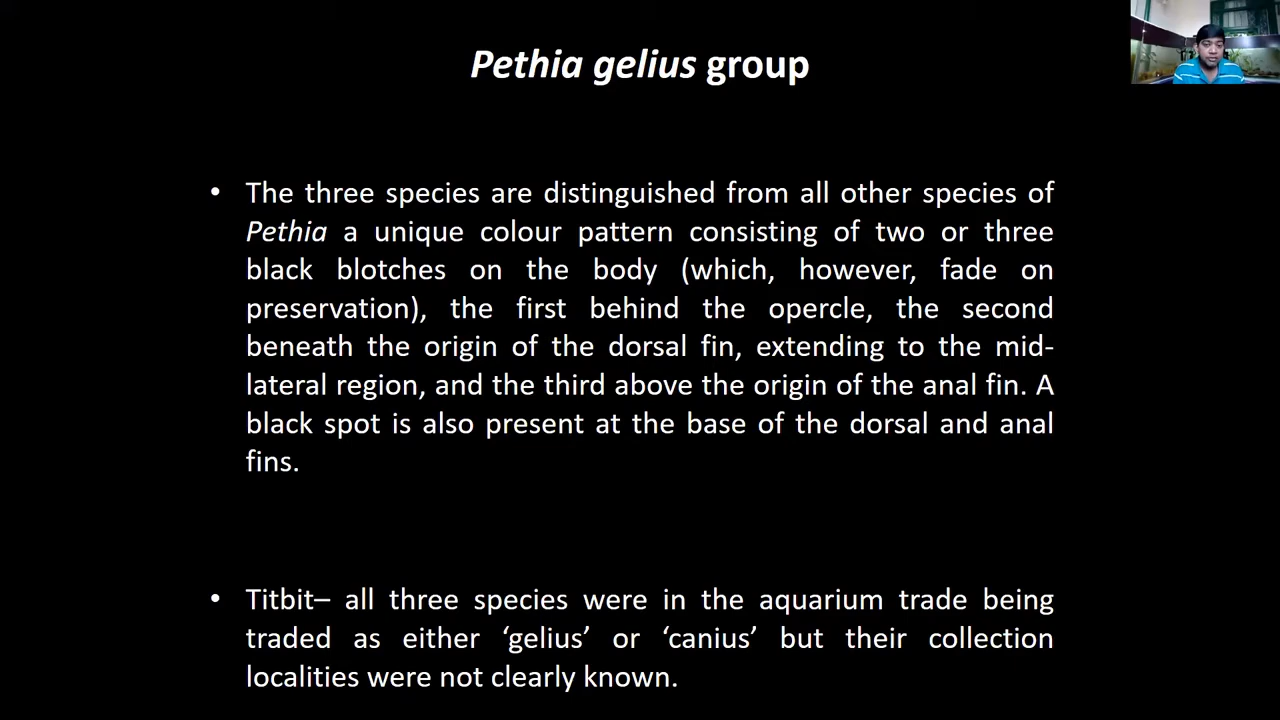 Pethia gelius group
• The three species are distinguished from all other species of
Pethia a unique colour pattern consisting of two or three
black blotches on the body (which, however, fade on
preservation), the first behind the opercle, the second
beneath the origin of the dorsal fin, extending to the mid-
lateral region, and the third above the origin of the anal fin. A
black spot is also present at the base of the dorsal and anal
fins.
• Titbit– all three species were in the aquarium trade being
traded as either ‘gelius’ or ‘canius’ but their collection
localities were not clearly known.